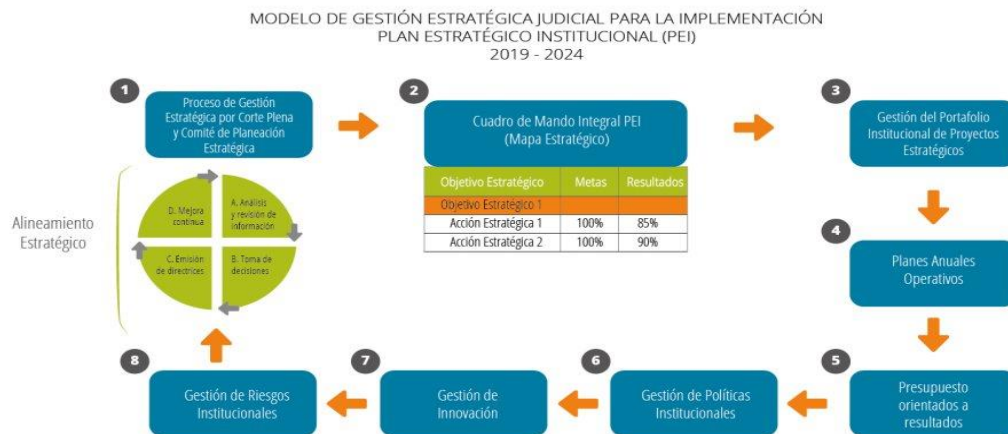 MODELO DE GESTIÓN ESTRATÉGICA JUDICIAL PARA LA IMPLEMENTACIÓN
PLAN ESTRATÉGICO INSTITUCIONAL (PEI)
2019 - 2024
1
Proceso de Gestión
Estratégica por Corte Plena
y Comité de Planeación
Estratégica
2
Cuadro de Mando Integral PEI
(Mapa Estratégico)
3
Gestión del Portafolio
Institucional de Proyectos
Estratégicos
Objetivo Estratégico Metas Resultados
Objetivo Estratégico 1
Acción Estratégica 1 100% 85%
Acción Estratégica 2 100% 90%
Alineamiento
Estratégico
D. Mejora
continua
A. Análisis
y revisión de
información
C. Emisión
de directrices
B. Toma de
decisiones
4
Planes Anuales
Operativos
8
Gestión de Riesgos
Institucionales
7
Gestión de
Innovación
6
Gestión de Políticas
Institucionales
5
Presupuesto
orientados a
resultados